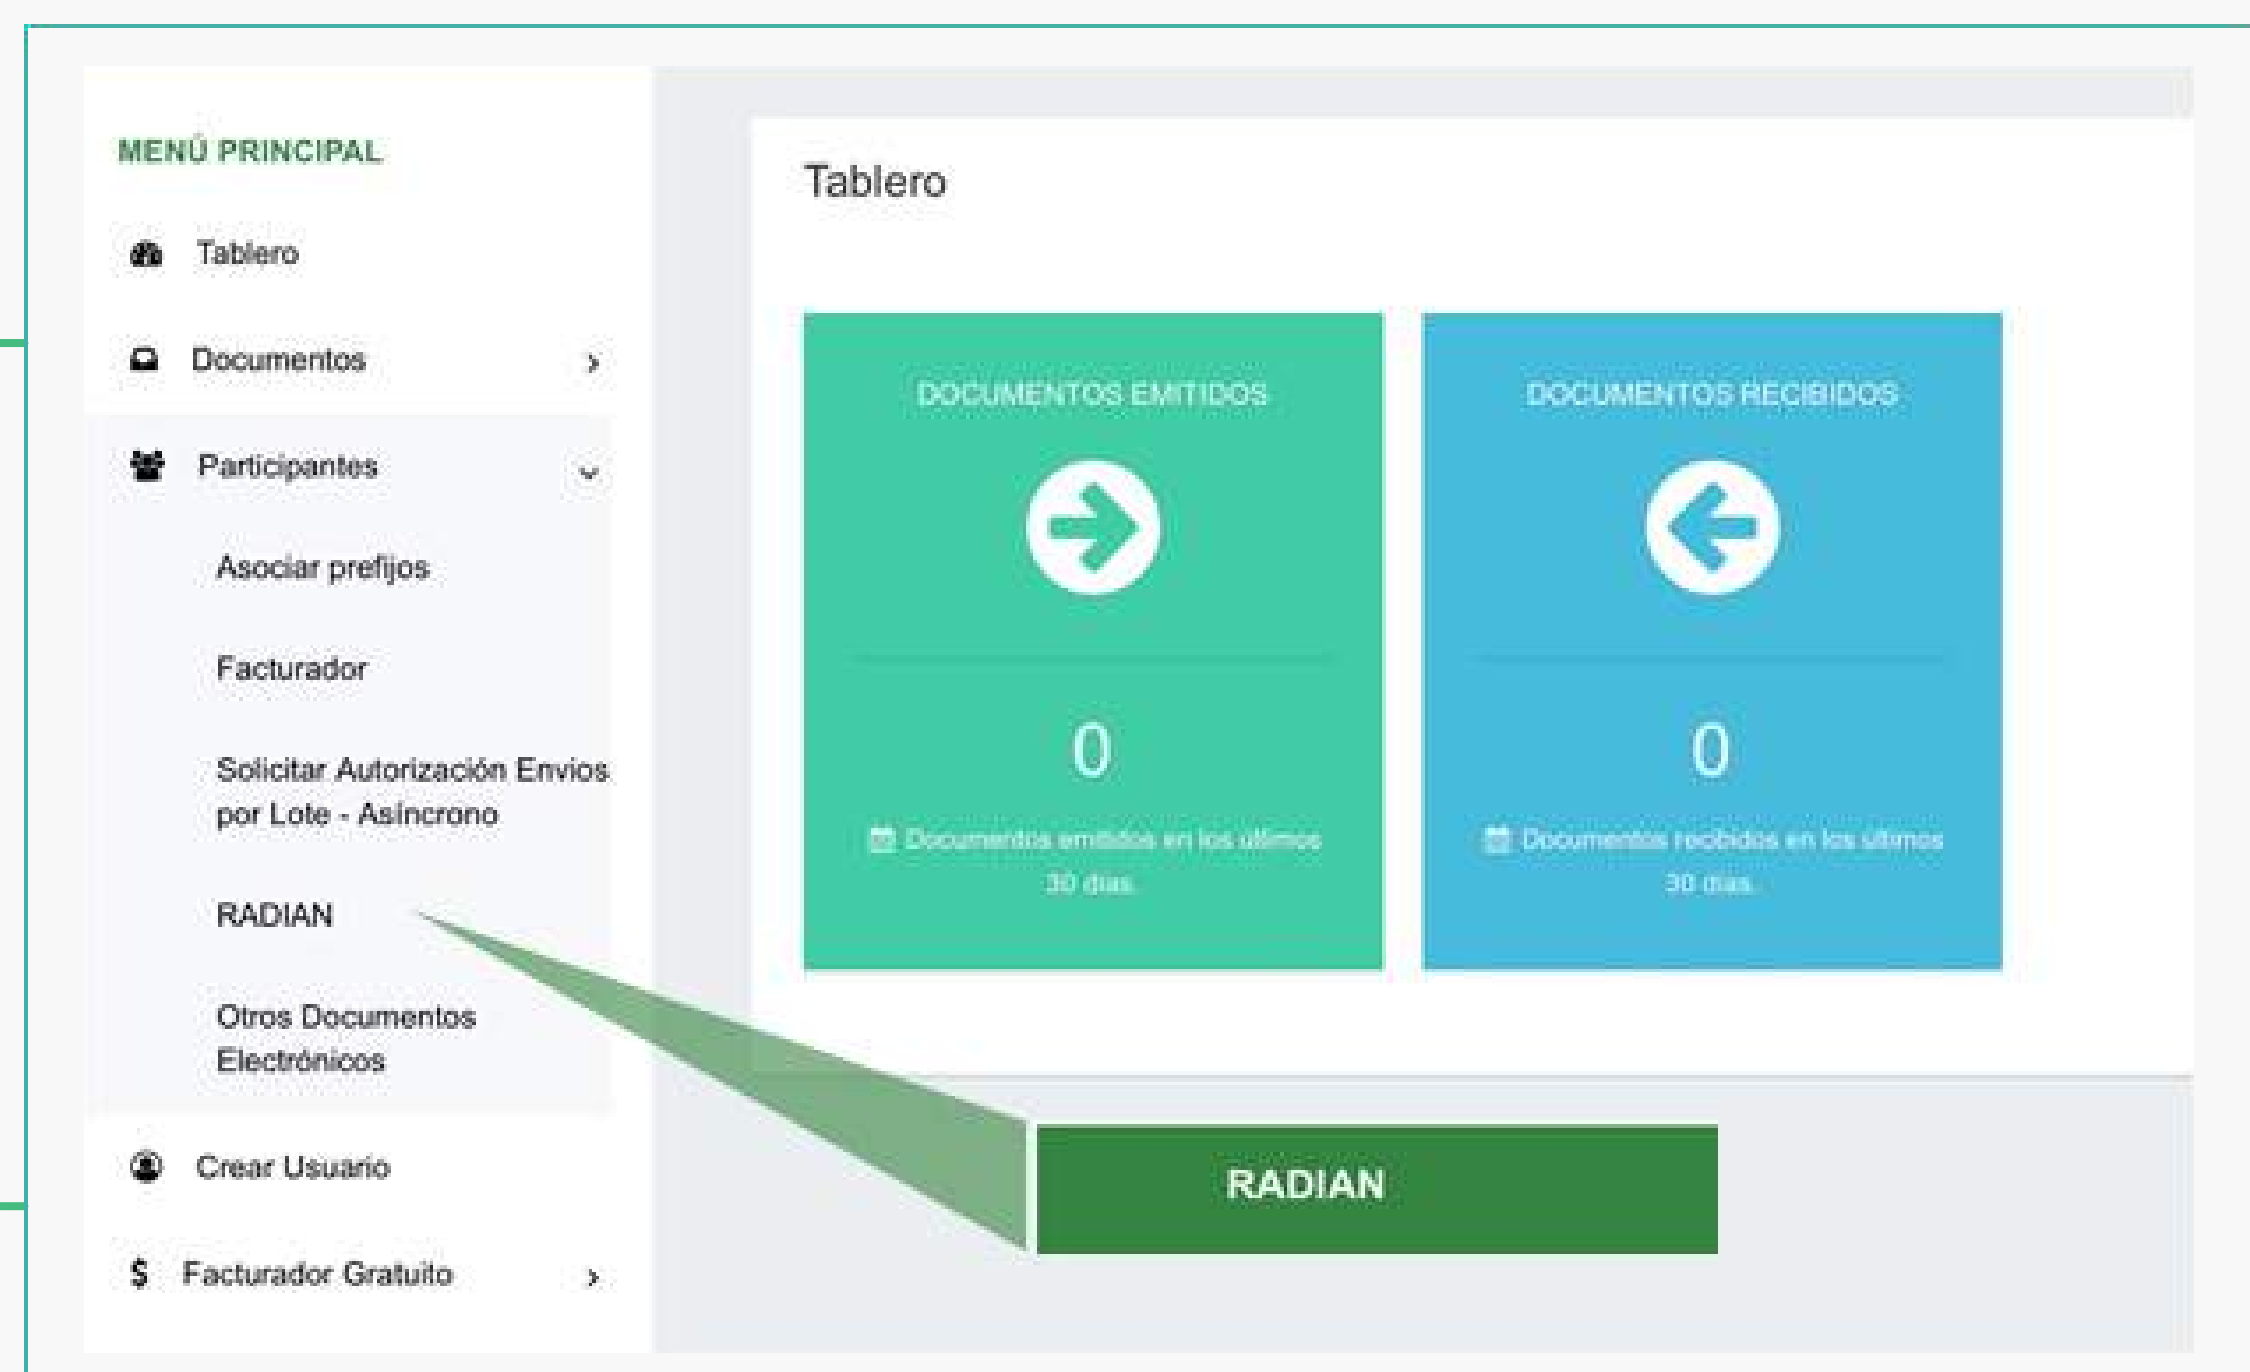 MENÚ PRINCIPAL
Tablero
Documentos
Participantes
Asociar prefijos
Facturador
Solicitar Autorización Envios
por Lote - Asíncrono
RADIAN
Otros Documentos
Electrónicos
Crear Usuario
$ Facturador Gratuito
Tablero
DOCUMENTOS EMITIDOS
0
Documentos emitidos en los últimos
30 días.
DOCUMENTOS RECIBIDOS
0
Documentos recibidos en los últimos
30 días.
RADIAN